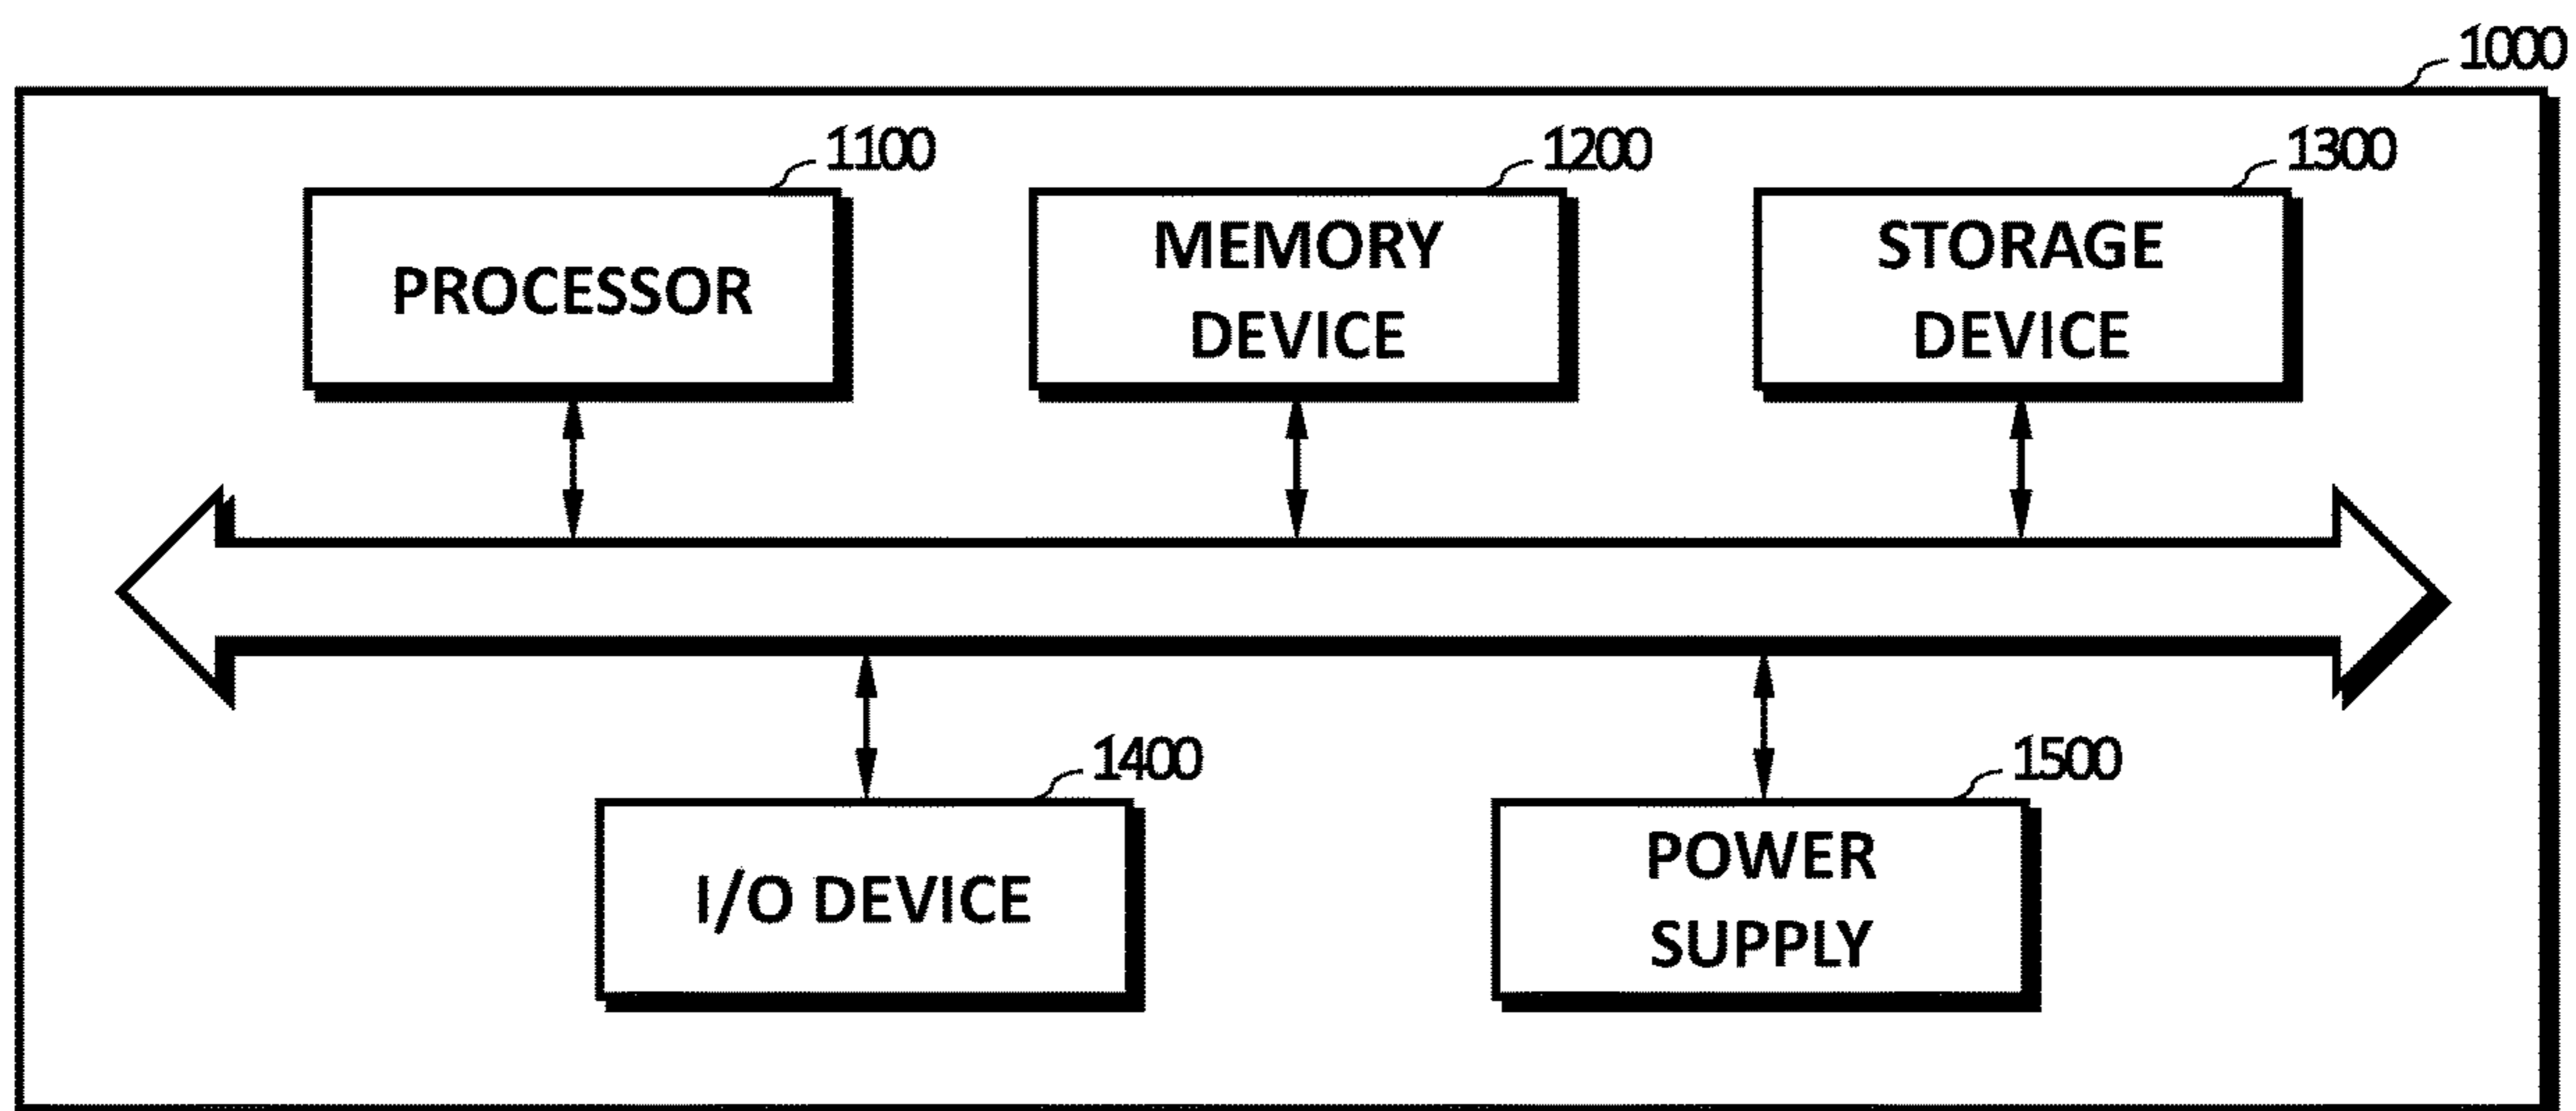 1000
1100
1200
1300
PROCESSOR
MEMORY
DEVICE
STORAGE
DEVICE
1400
1500
I/O DEVICE
POWER
SUPPLY